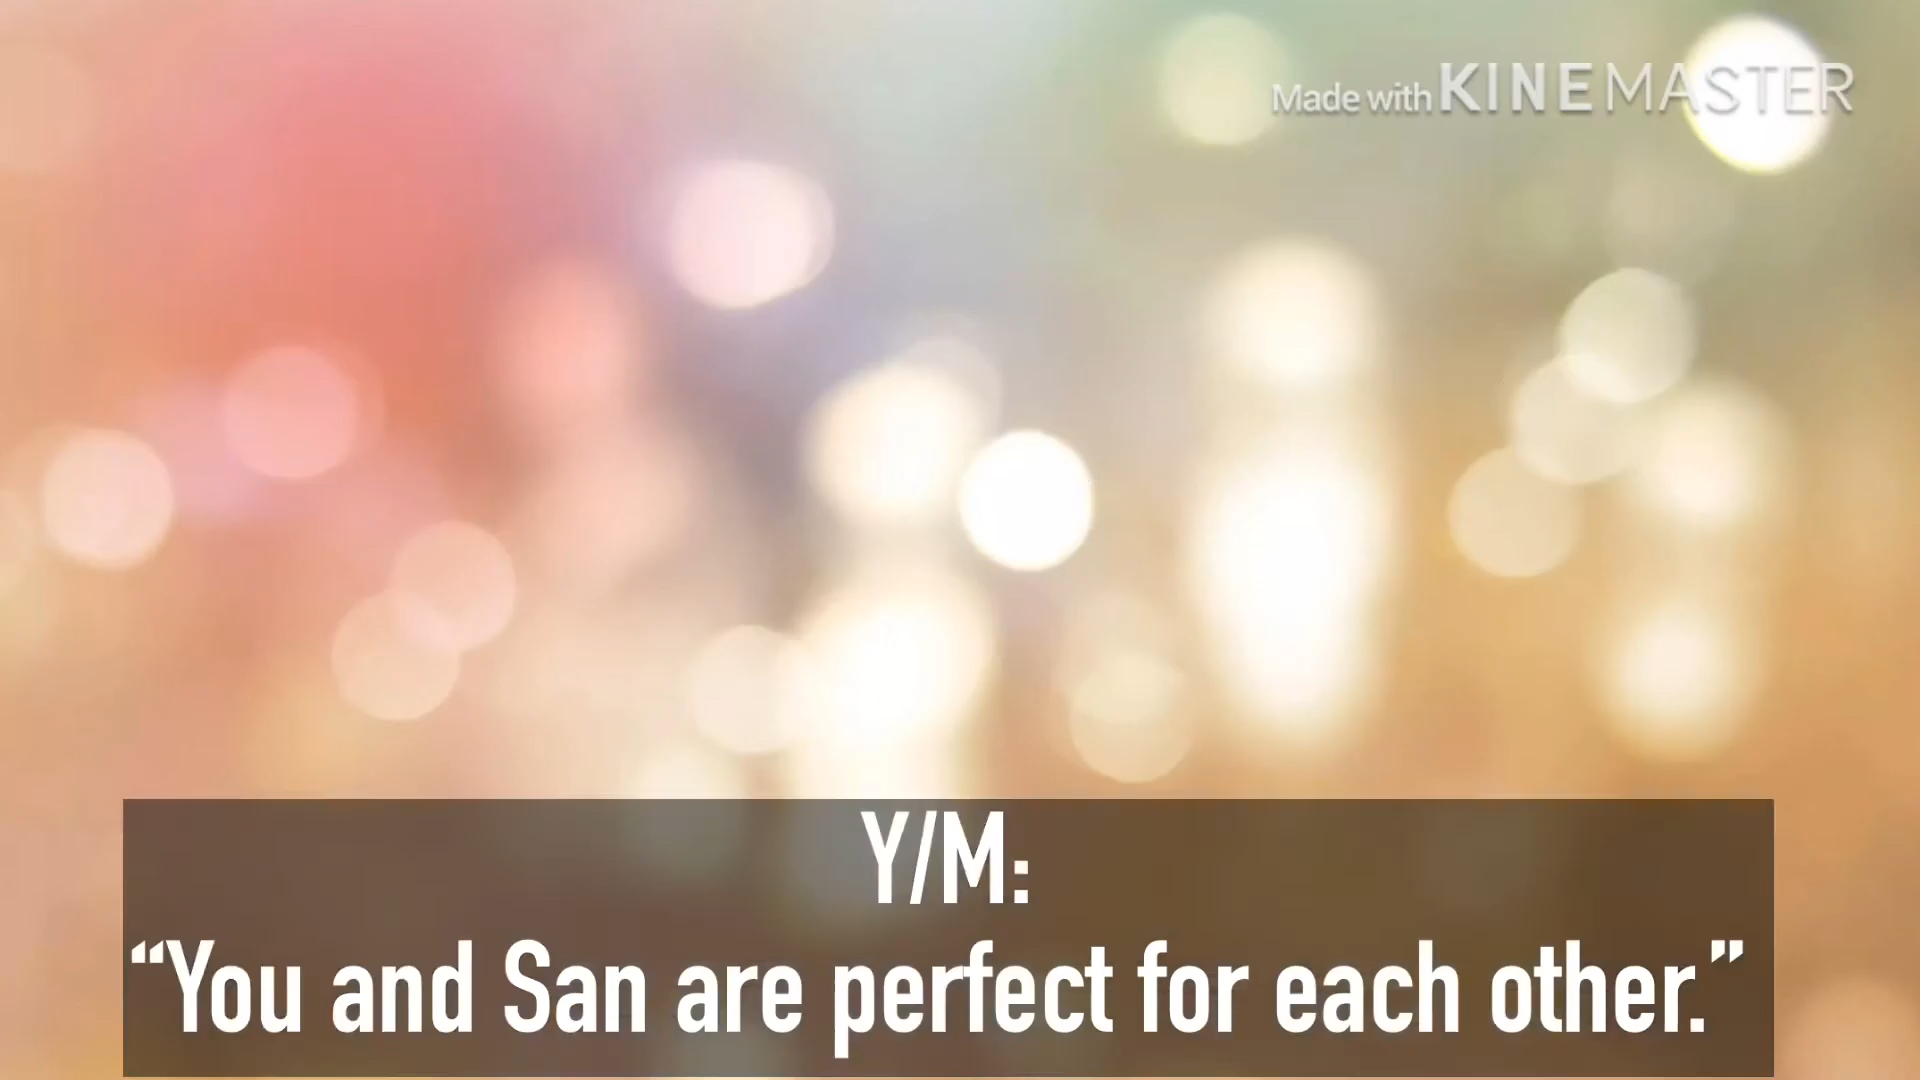 Made with KINEMASTER
Y/M:
“You and San are perfect for each other.”